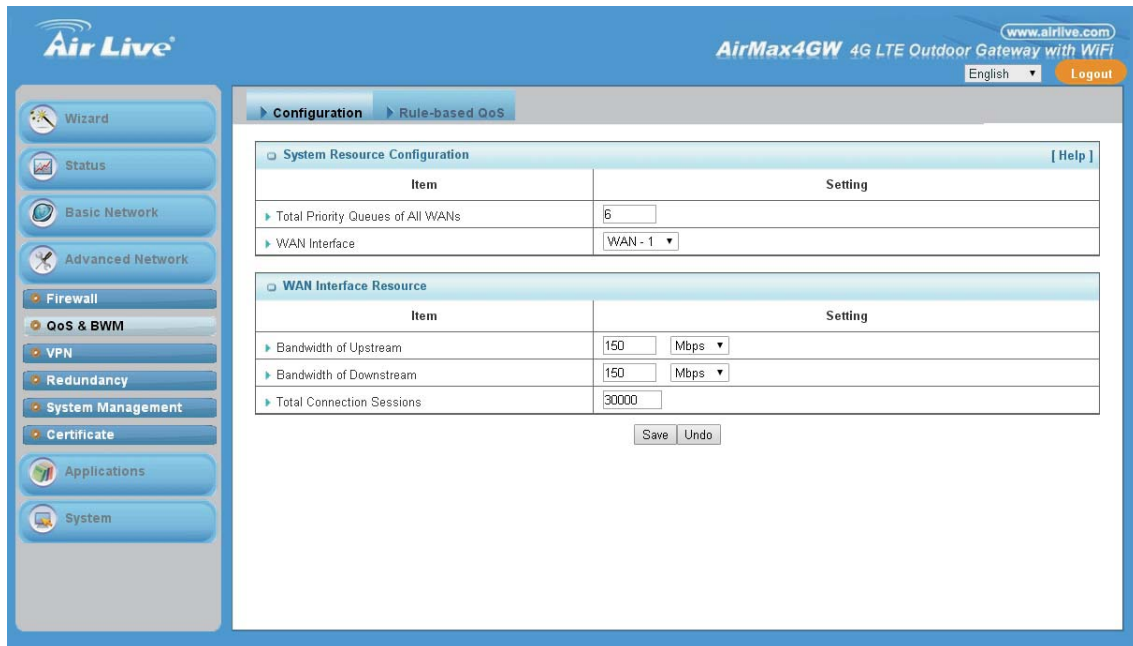 Air Live®
www.airlive.com
AirMax4GW 4G LTE Outdoor Gateway with WiFi
English
Logout
Wizard
Status
Basic Network
Advanced Network
Firewall
QoS & BWM
VPN
Redundancy
System Management
Certificate
Applications
System
Configuration
Rule-based QoS
System Resource Configuration [ Help ]
Item Setting
Total Priority Queues of All WANs 6
WAN Interface WAN - 1
WAN Interface Resource
Item Setting
Bandwidth of Upstream 150 Mbps
Bandwidth of Downstream 150 Mbps
Total Connection Sessions 30000
Save Undo